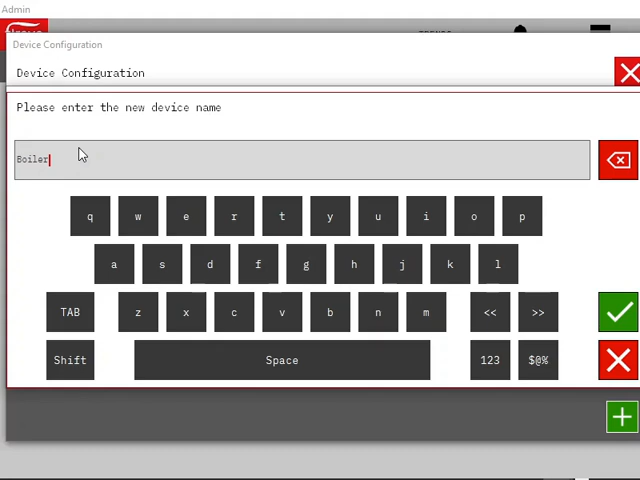 Admin
Device Configuration
Device Configuration
Please enter the new device name
Boiler
q w e r t y u i o p
a s d f g h j k l
TAB z x c v b n m << >>
Shift Space 123 $@%